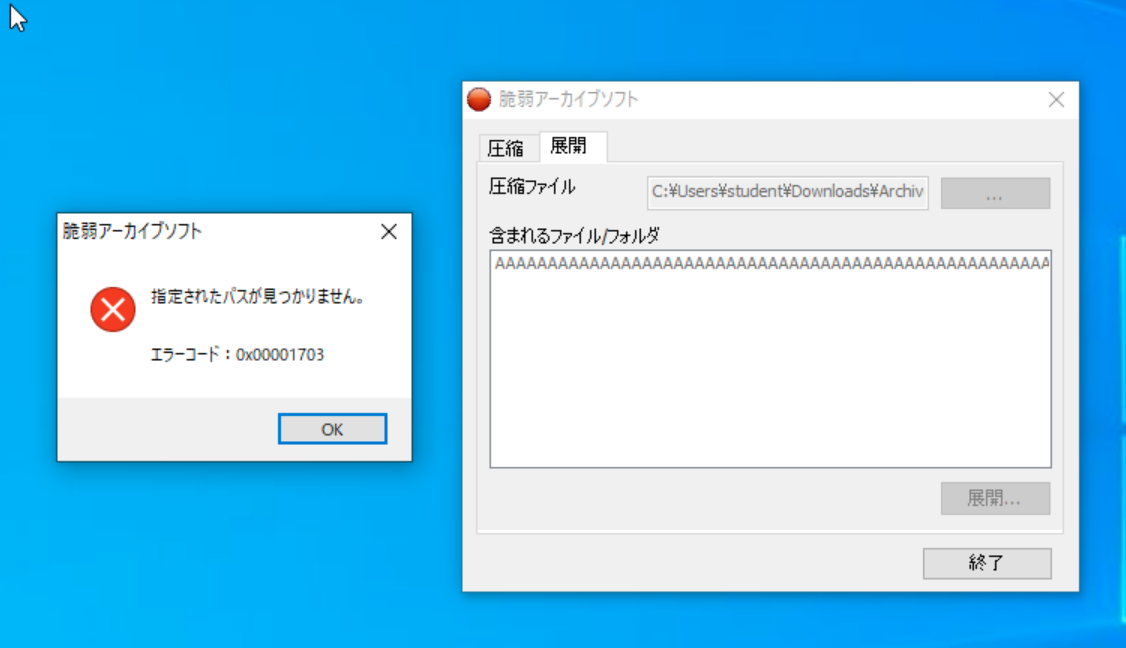 脆弱アーカイブソフト
指定されたパスが見つかりません。
エラーコード：0x00001703
OK
脆弱アーカイブソフト
圧縮 展開
圧縮ファイル C:¥Users¥student¥Downloads¥Archiv ...
含まれるファイル/フォルダ
AAAAAAAAAAAAAAAAAAAAAAAAAAAAAAAAAAAAAAAAAAAAAAAAAAAAA
展開...
終了